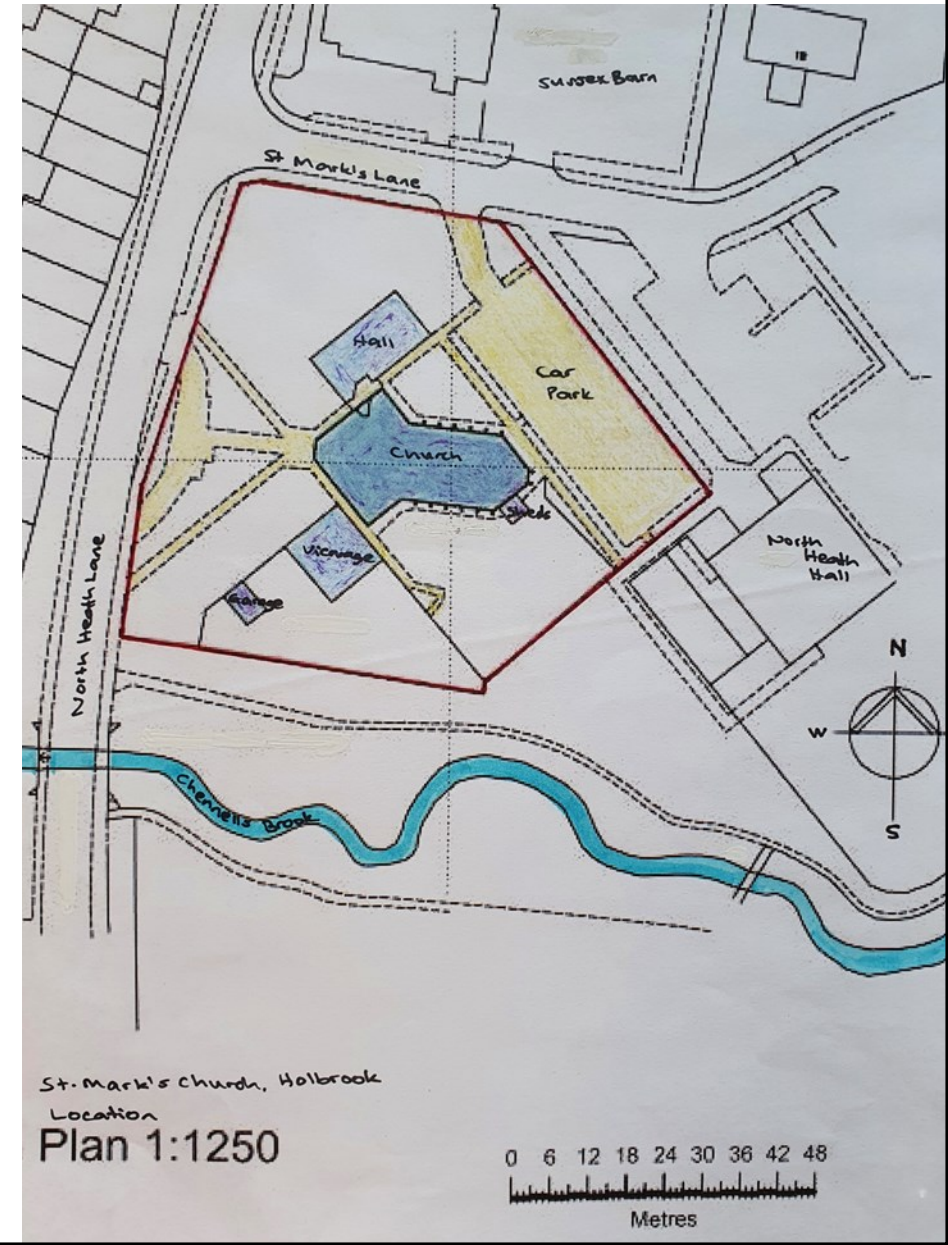 Sussex Barn
18
St Mark's Lane
Hall
Car
Park
Church
Sheds
Vicarage
Garage
North
Heath
Hall
North Heath Lane
N
W
S
Chennells Brook
St. Mark's Church, Holbrook
Location
Plan 1:1250
0 6 12 18 24 30 36 42 48
Metres